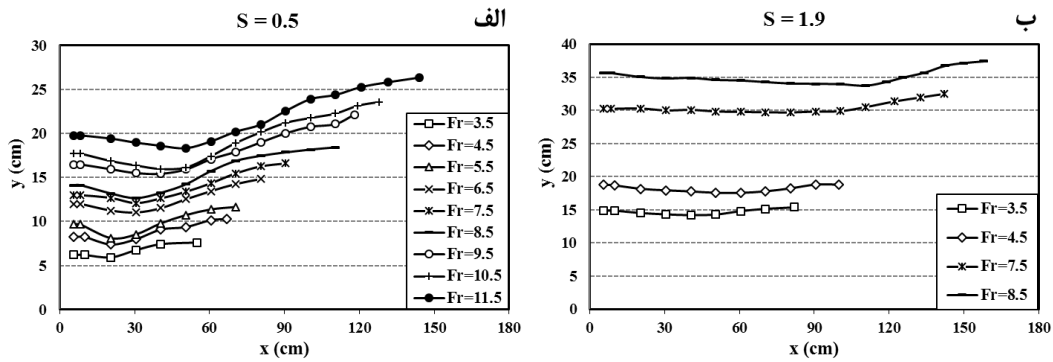 S = 0.5
الف
y (cm)
30
25
20
15
10
5
0
0 30 60 90 120 150 180
x (cm)
Fr=3.5
Fr=4.5
Fr=5.5
Fr=6.5
Fr=7.5
Fr=8.5
Fr=9.5
Fr=10.5
Fr=11.5
S = 1.9
ب
y (cm)
40
35
30
25
20
15
10
5
0
0 30 60 90 120 150 180
x (cm)
Fr=3.5
Fr=4.5
Fr=7.5
Fr=8.5